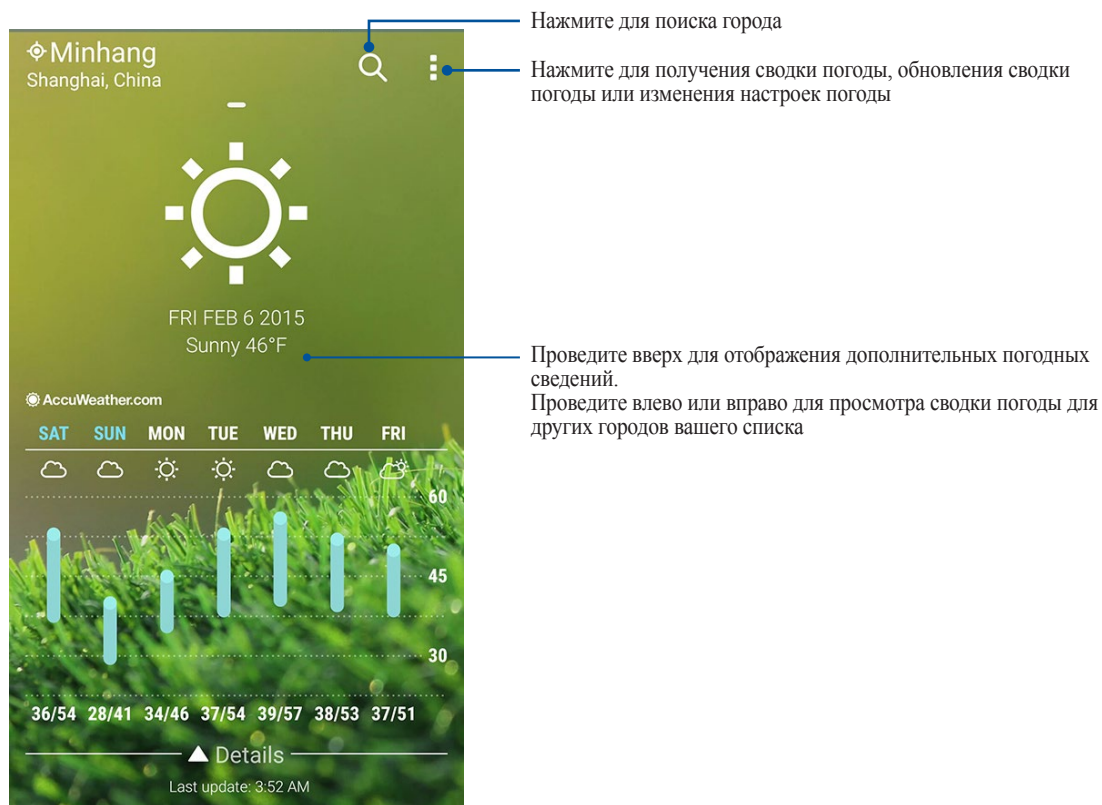 Нажмите для поиска города
Minhang
Shanghai, China
Нажмите для получения сводки погоды, обновления сводки
погоды или изменения настроек погоды
FRI FEB 6 2015
Sunny 46°F
Проведите вверх для отображения дополнительных погодных
сведений.
Проведите влево или вправо для просмотра сводки погоды для
других городов вашего списка
AccuWeather.com
SAT SUN MON TUE WED THU FRI
60
45
30
36/54 28/41 34/46 37/54 39/57 38/53 37/51
Details
Last update: 3:52 AM